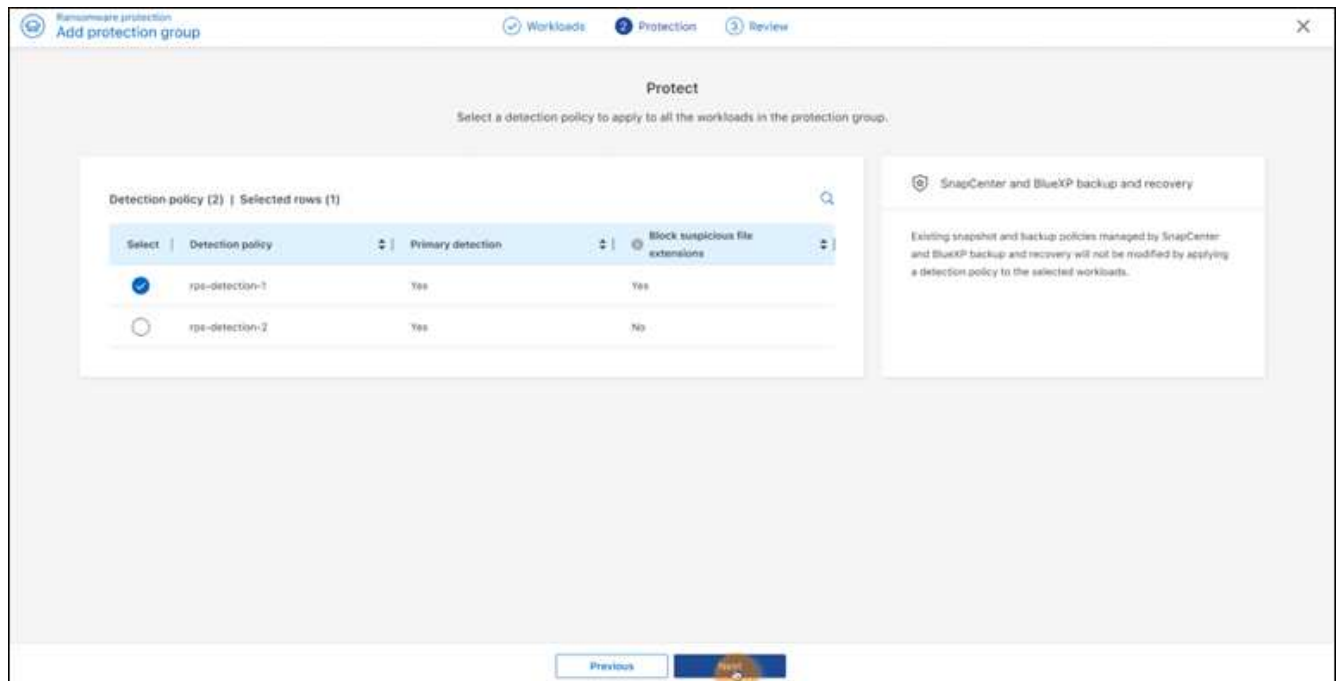 Ransomware protection
Add protection group
Workloads
2 Protection
3 Review
Protect
Select a detection policy to apply to all the workloads in the protection group.
Detection policy (2) | Selected rows (1)
Select
Detection policy
Primary detection
Block suspicious file
extensions
rps-detection-1
Yes
Yes
rps-detection-2
Yes
No
SnapCenter and BlueXP backup and recovery
Existing snapshot and backup policies managed by SnapCenter
and BlueXP backup and recovery will not be modified by applying
a detection policy to the selected workloads.
Previous
Next